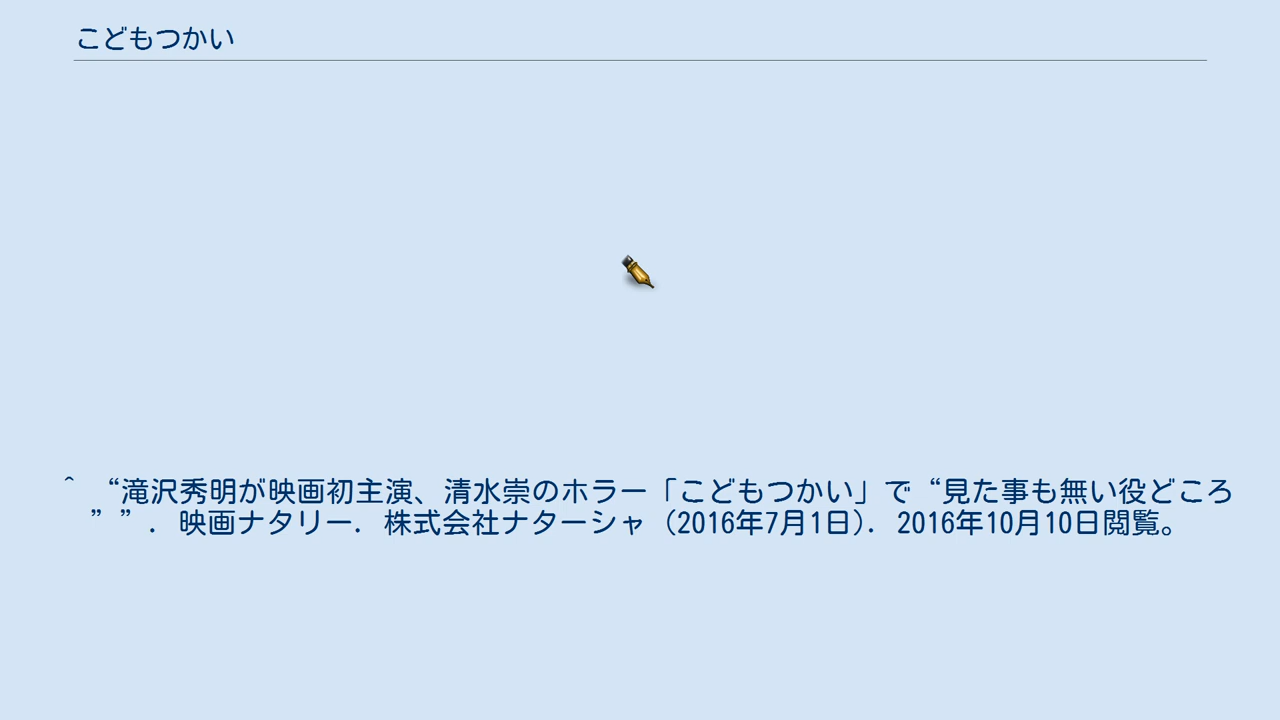 こどもつかい
^ “滝沢秀明が映画初主演、清水崇のホラー「こどもつかい」で“見た事も無い役どころ
” ”. 映画ナタリー. 株式会社ナターシャ (2016年7月1日). 2016年10月10日閲覧。